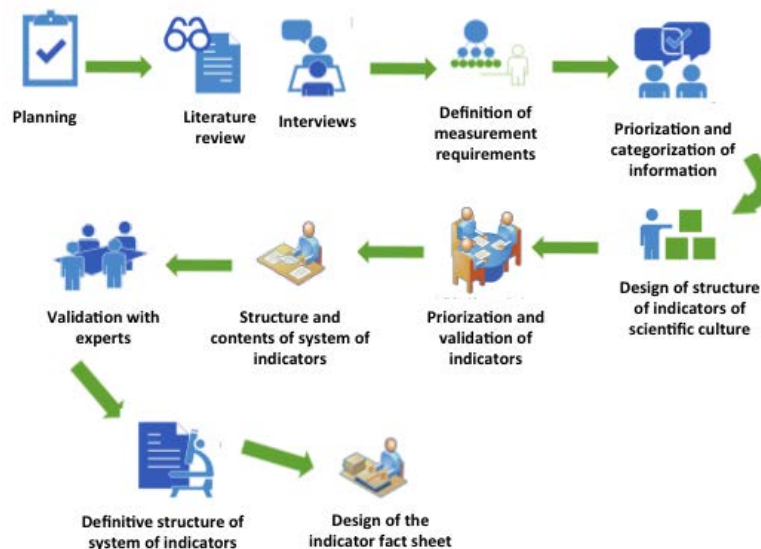 Planning
Literature
review
Interviews
Definition of
measurement
requirements
Priorization and
categorization of
information
Design of structure
of indicators of
scientific culture
Priorization and
validation of
indicators
Structure and
contents of system of
indicators
Validation with
experts
Definitive structure of
system of indicators
Design of the
indicator fact sheet